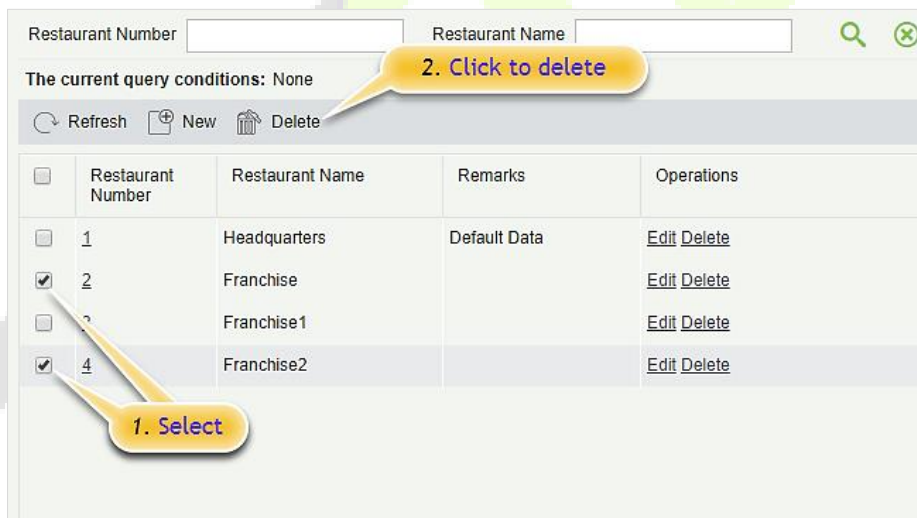 Restaurant Number Restaurant Name
2. Click to delete
The current query conditions: None
Refresh New Delete
Restaurant Number Restaurant Name Remarks Operations
1 Headquarters Default Data Edit Delete
2 Franchise Edit Delete
Franchise1 Edit Delete
4 Franchise2 Edit Delete
1. Select